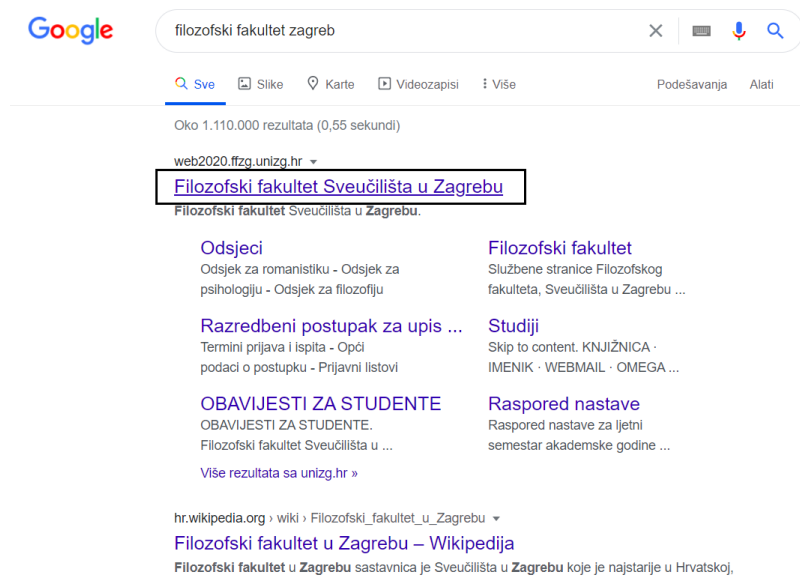 Google
filozofski fakultet zagreb
Sve Slike Karte Videozapisi Više Podešavanja Alati
Oko 1.110.000 rezultata (0,55 sekundi)
web2020.ffzg.unizg.hr
Filozofski fakultet Sveučilišta u Zagrebu
Filozofski fakultet Sveučilišta u Zagrebu.
Odsjeci
Odsjek za romanistiku - Odsjek za
psihologiju - Odsjek za filozofiju
Filozofski fakultet
Službene stranice Filozofskog
fakulteta, Sveučilišta u Zagrebu ...
Razredbeni postupak za upis ...
Termini prijava i ispita - Opći
podaci o postupku - Prijavni listovi
Studiji
Skip to content. KNJIŽNICA ·
IMENIK · WEBMAIL · OMEGA ...
OBAVIJESTI ZA STUDENTE
OBAVIJESTI ZA STUDENTE.
Filozofski fakultet Sveučilišta u ...
Raspored nastave
Raspored nastave za ljetni
semestar akademske godine ...
Više rezultata sa unizg.hr »
hr.wikipedia.org › wiki › Filozofski_fakultet_u_Zagrebu
Filozofski fakultet u Zagrebu – Wikipedija
Filozofski fakultet u Zagrebu sastavnica je Sveučilišta u Zagrebu koje je najstarije u Hrvatskoj,